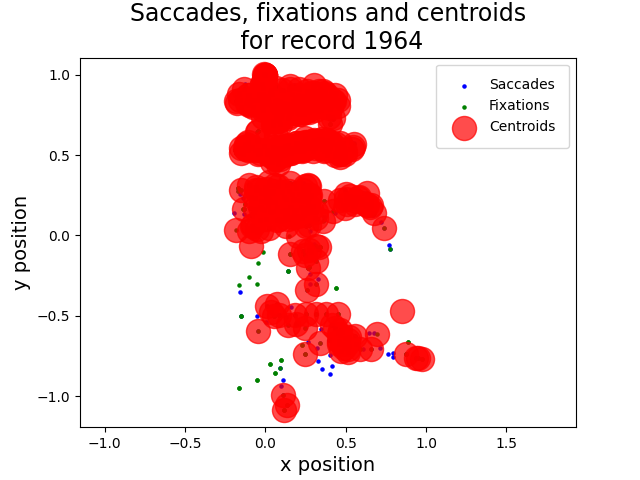 Saccades, fixations and centroids
for record 1964
Saccades
Fixations
Centroids
y position
1.0
0.5
0.0
−0.5
−1.0
−1.0
−0.5
0.0
0.5
1.0
1.5
x position